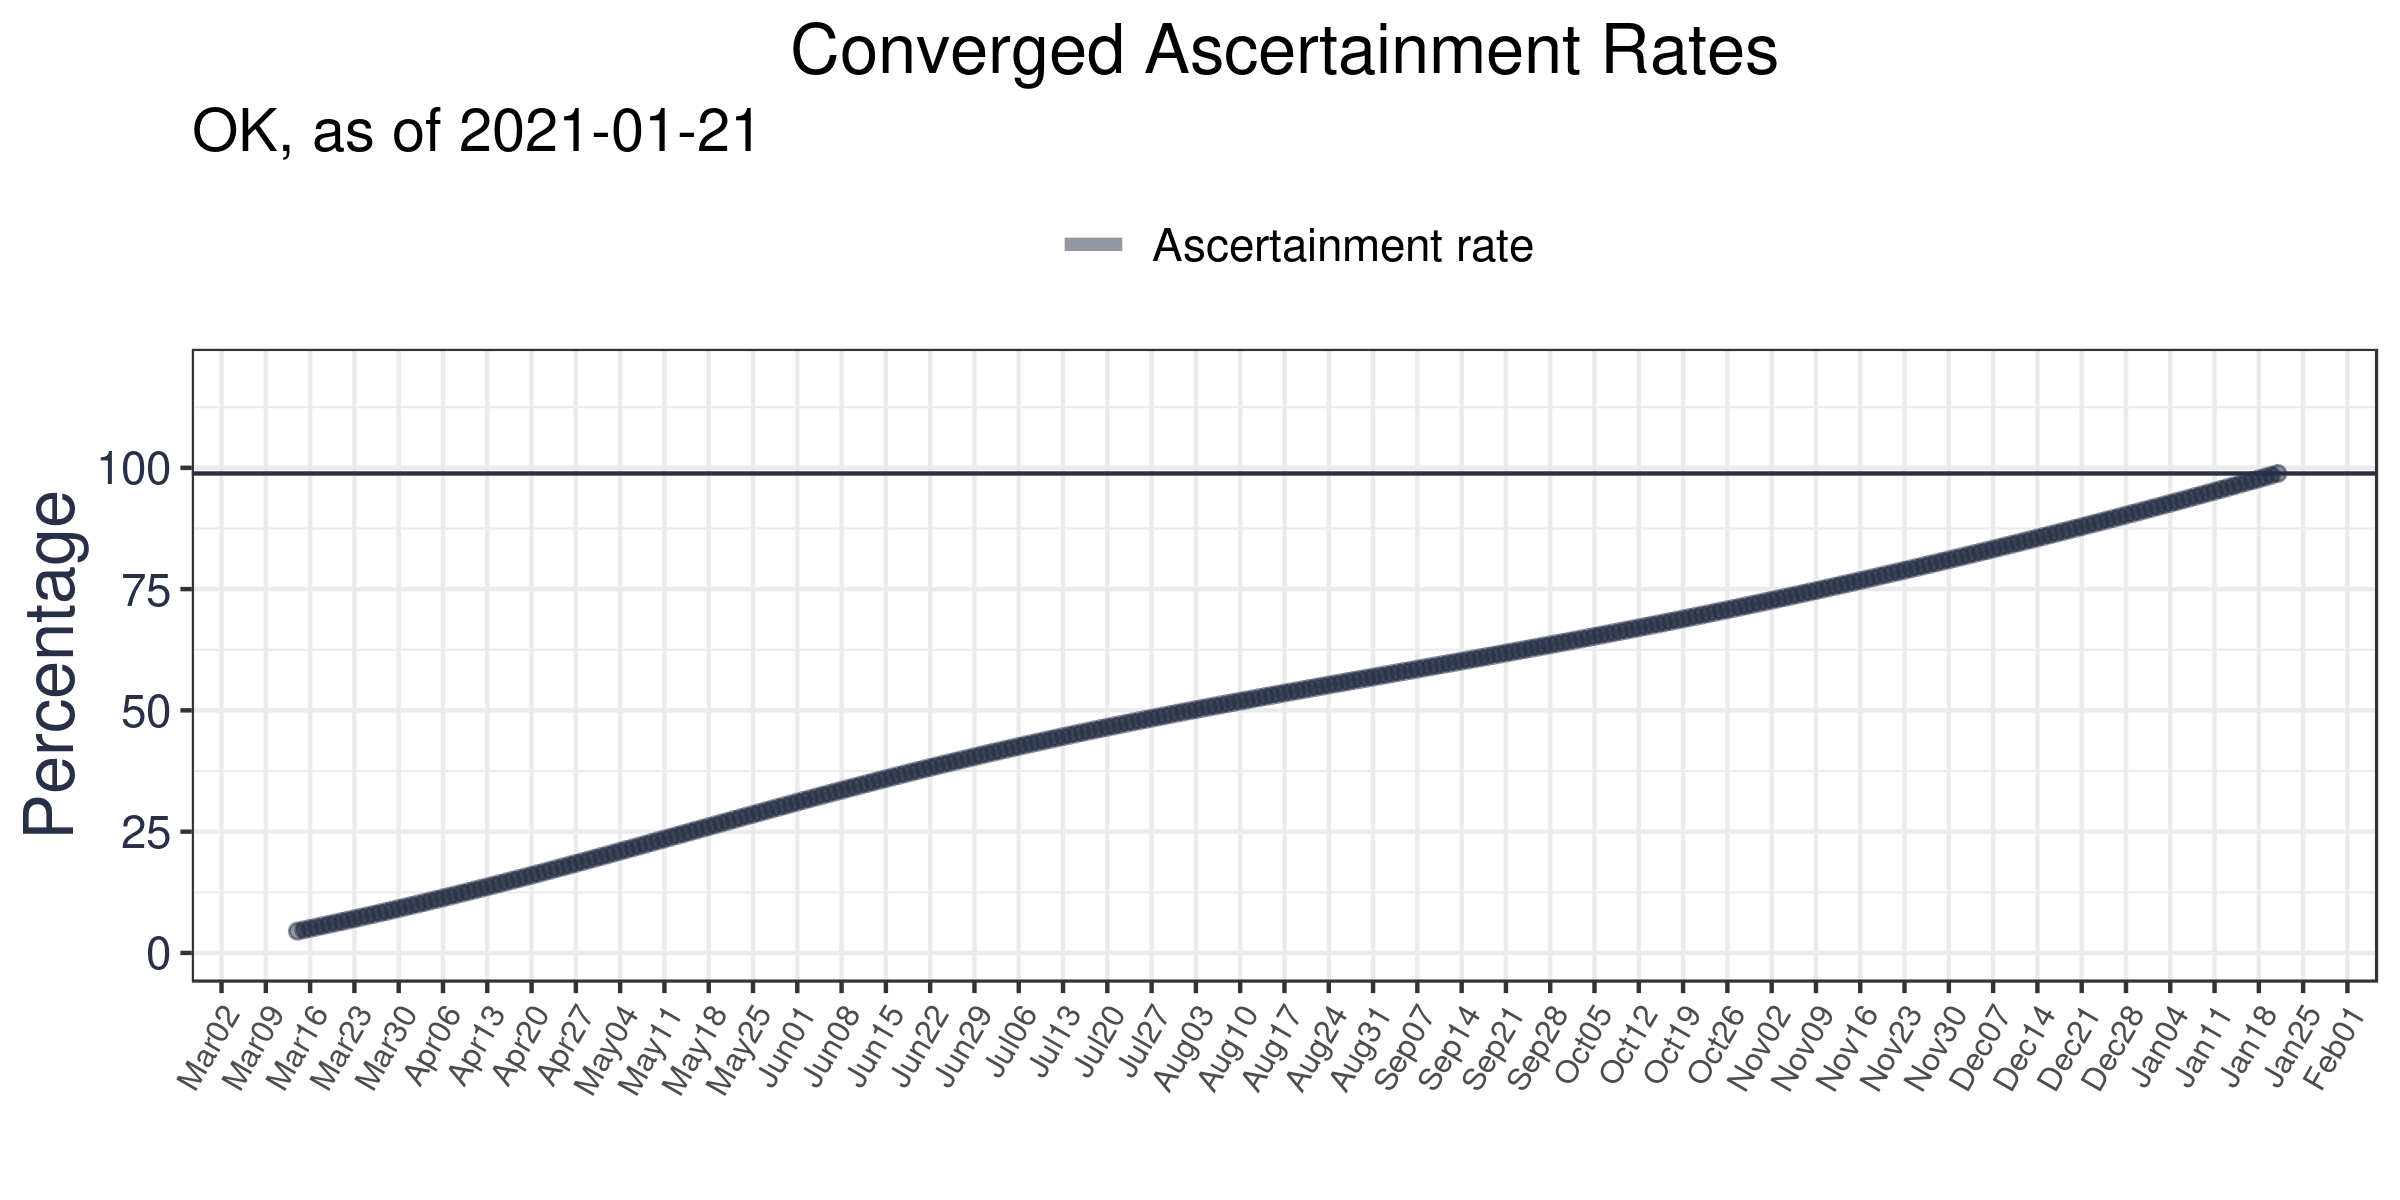 Converged Ascertainment Rates
OK, as of 2021-01-21
Ascertainment rate
Percentage
100
75
50
25
0
Mar02 Mar09 Mar16 Mar23 Mar30 Apr06 Apr13 Apr20 Apr27 May04 May11 May18 May25 Jun01 Jun08 Jun15 Jun22 Jun29 Jul06 Jul13 Jul20 Jul27 Aug03 Aug10 Aug17 Aug24 Aug31 Sep07 Sep14 Sep21 Sep28 Oct05 Oct12 Oct19 Oct26 Nov02 Nov09 Nov16 Nov23 Nov30 Dec07 Dec14 Dec21 Dec28 Jan04 Jan11 Jan18 Jan25 Feb01